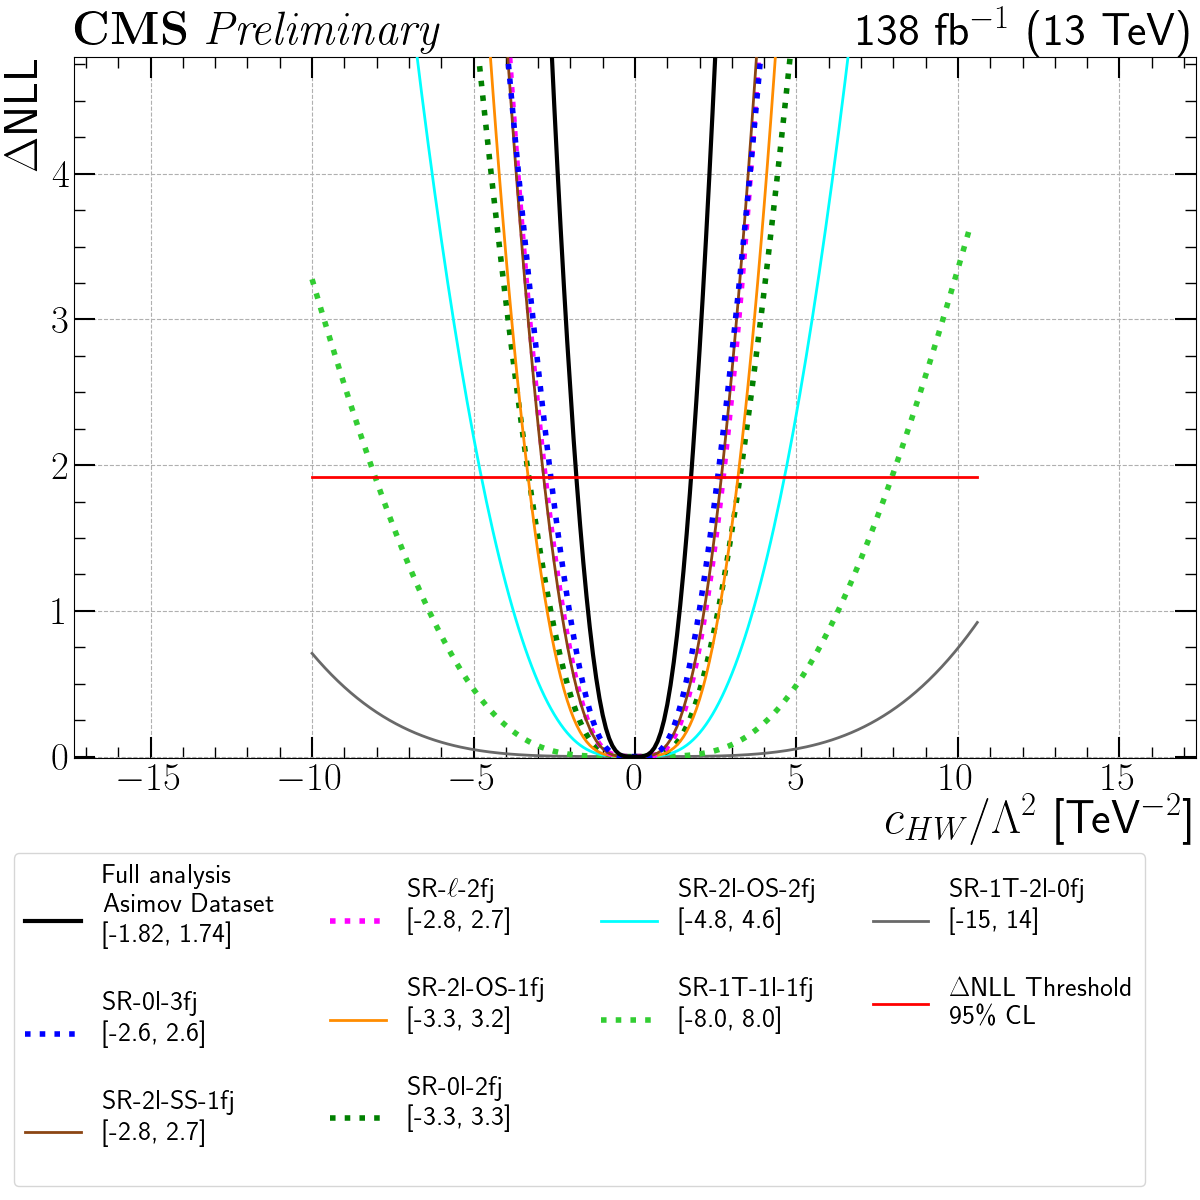 CMS Preliminary
138 fb⁻¹ (13 TeV)
ΔNLL
4
3
2
1
0
−15 −10 −5 0 5 10 15
c_HW/Λ² [TeV⁻²]
Full analysis
Asimov Dataset
[-1.82, 1.74]
SR-0l-3fj
[-2.6, 2.6]
SR-2l-SS-1fj
[-2.8, 2.7]
SR-ℓ-2fj
[-2.8, 2.7]
SR-2l-OS-1fj
[-3.3, 3.2]
SR-0l-2fj
[-3.3, 3.3]
SR-2l-OS-2fj
[-4.8, 4.6]
SR-1T-1l-1fj
[-8.0, 8.0]
SR-1T-2l-0fj
[-15, 14]
ΔNLL Threshold
95% CL